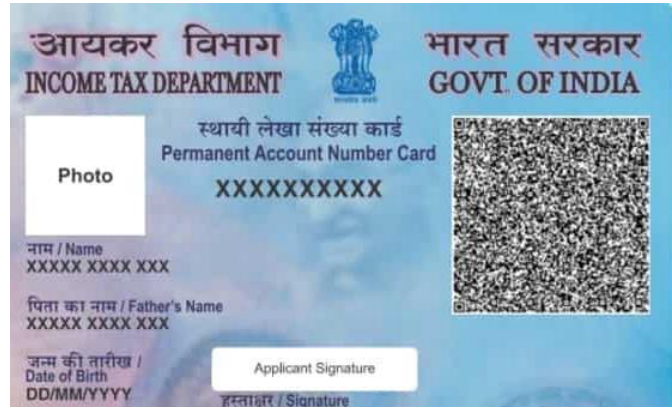 आयकर विभाग
INCOME TAX DEPARTMENT
भारत सरकार
GOVT. OF INDIA
स्थायी लेखा संख्या कार्ड
Permanent Account Number Card
XXXXXXXXXX
Photo
नाम / Name
XXXXX XXXX XXX
पिता का नाम / Father's Name
XXXXX XXXX XXX
जन्म की तारीख /
Date of Birth
DD/MM/YYYY
Applicant Signature
हस्ताक्षर / Signature